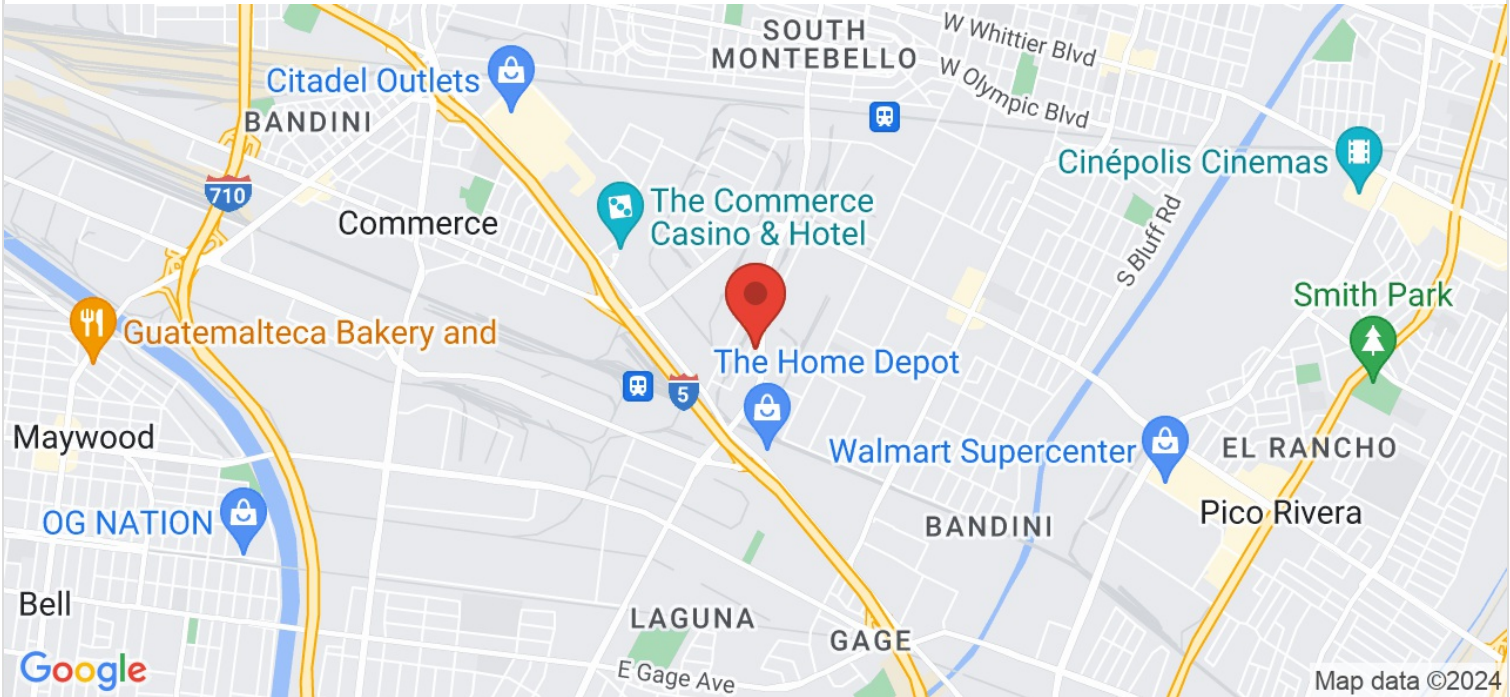 SOUTH
MONTEBELLO
W Whittier Blvd
Citadel Outlets
W Olympic Blvd
BANDINI
Cinépolis Cinemas
710
The Commerce
Casino & Hotel
Commerce
S Bluff Rd
Smith Park
Guatemalteca Bakery and
The Home Depot
5
Maywood
Walmart Supercenter
EL RANCHO
OG NATION
BANDINI
Pico Rivera
Bell
LAGUNA
GAGE
E Gage Ave
Google
Map data ©2024